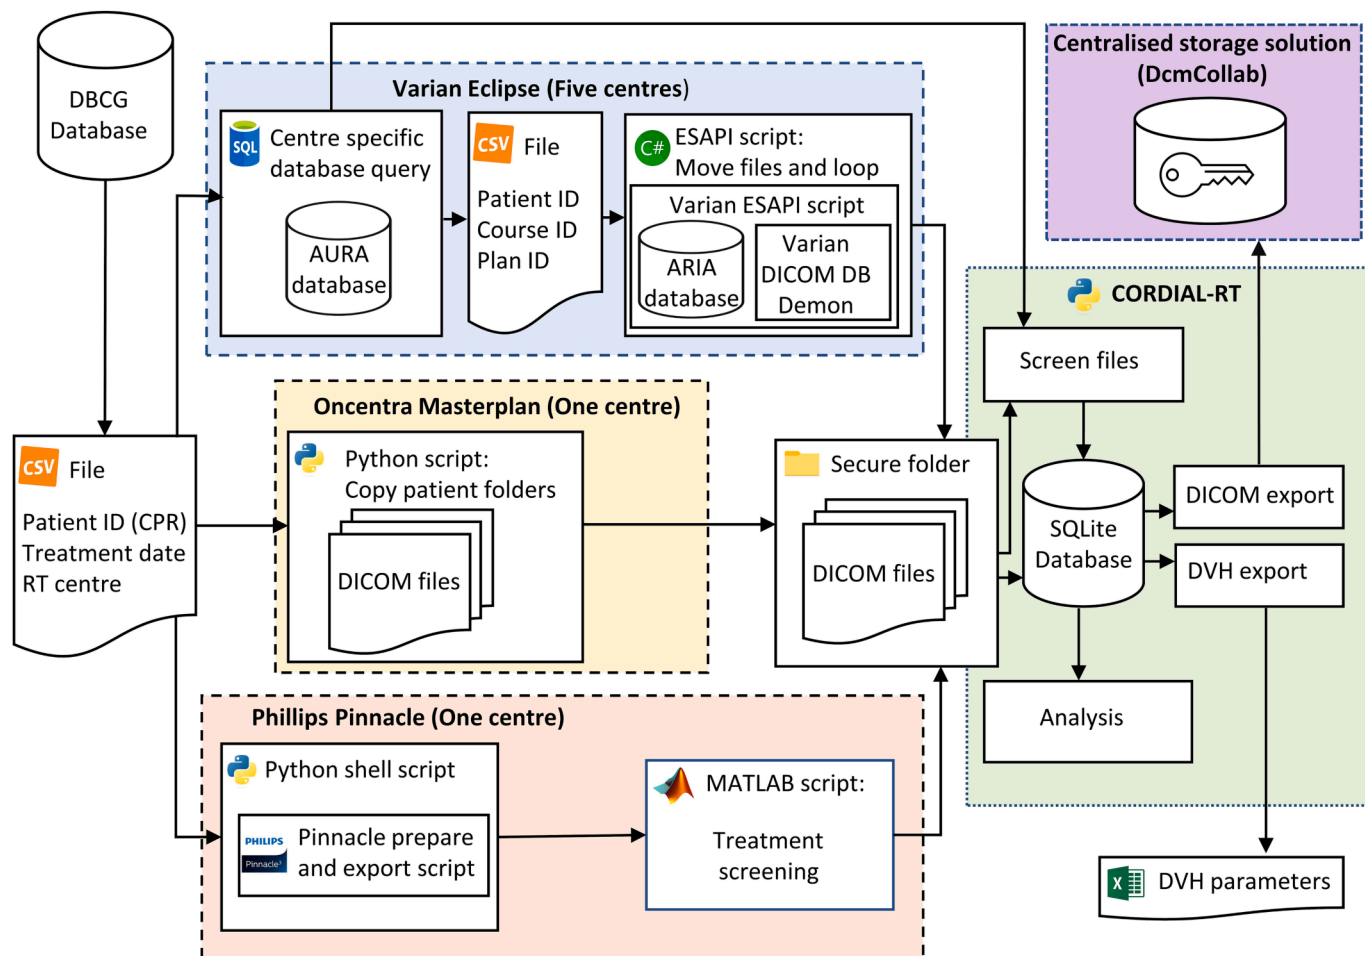 DBCG
Database
Varian Eclipse (Five centres)
SQL
Centre specific
database query
AURA
database
CSV
File
Patient ID
Course ID
Plan ID
C#
ESAPI script:
Move files and loop
Varian ESAPI script
ARIA
database
Varian
DICOM DB
Demon
Centralised storage solution
(DcmCollab)
CORDIAL-RT
Screen files
SQLite
Database
DICOM export
DVH export
Analysis
CSV
File
Patient ID (CPR)
Treatment date
RT centre
Oncentra Masterplan (One centre)
Python script:
Copy patient folders
DICOM files
Secure folder
DICOM files
Phillips Pinnacle (One centre)
Python shell script
PHILIPS
Pinnacle³
Pinnacle prepare
and export script
MATLAB script:
Treatment
screening
X
DVH parameters